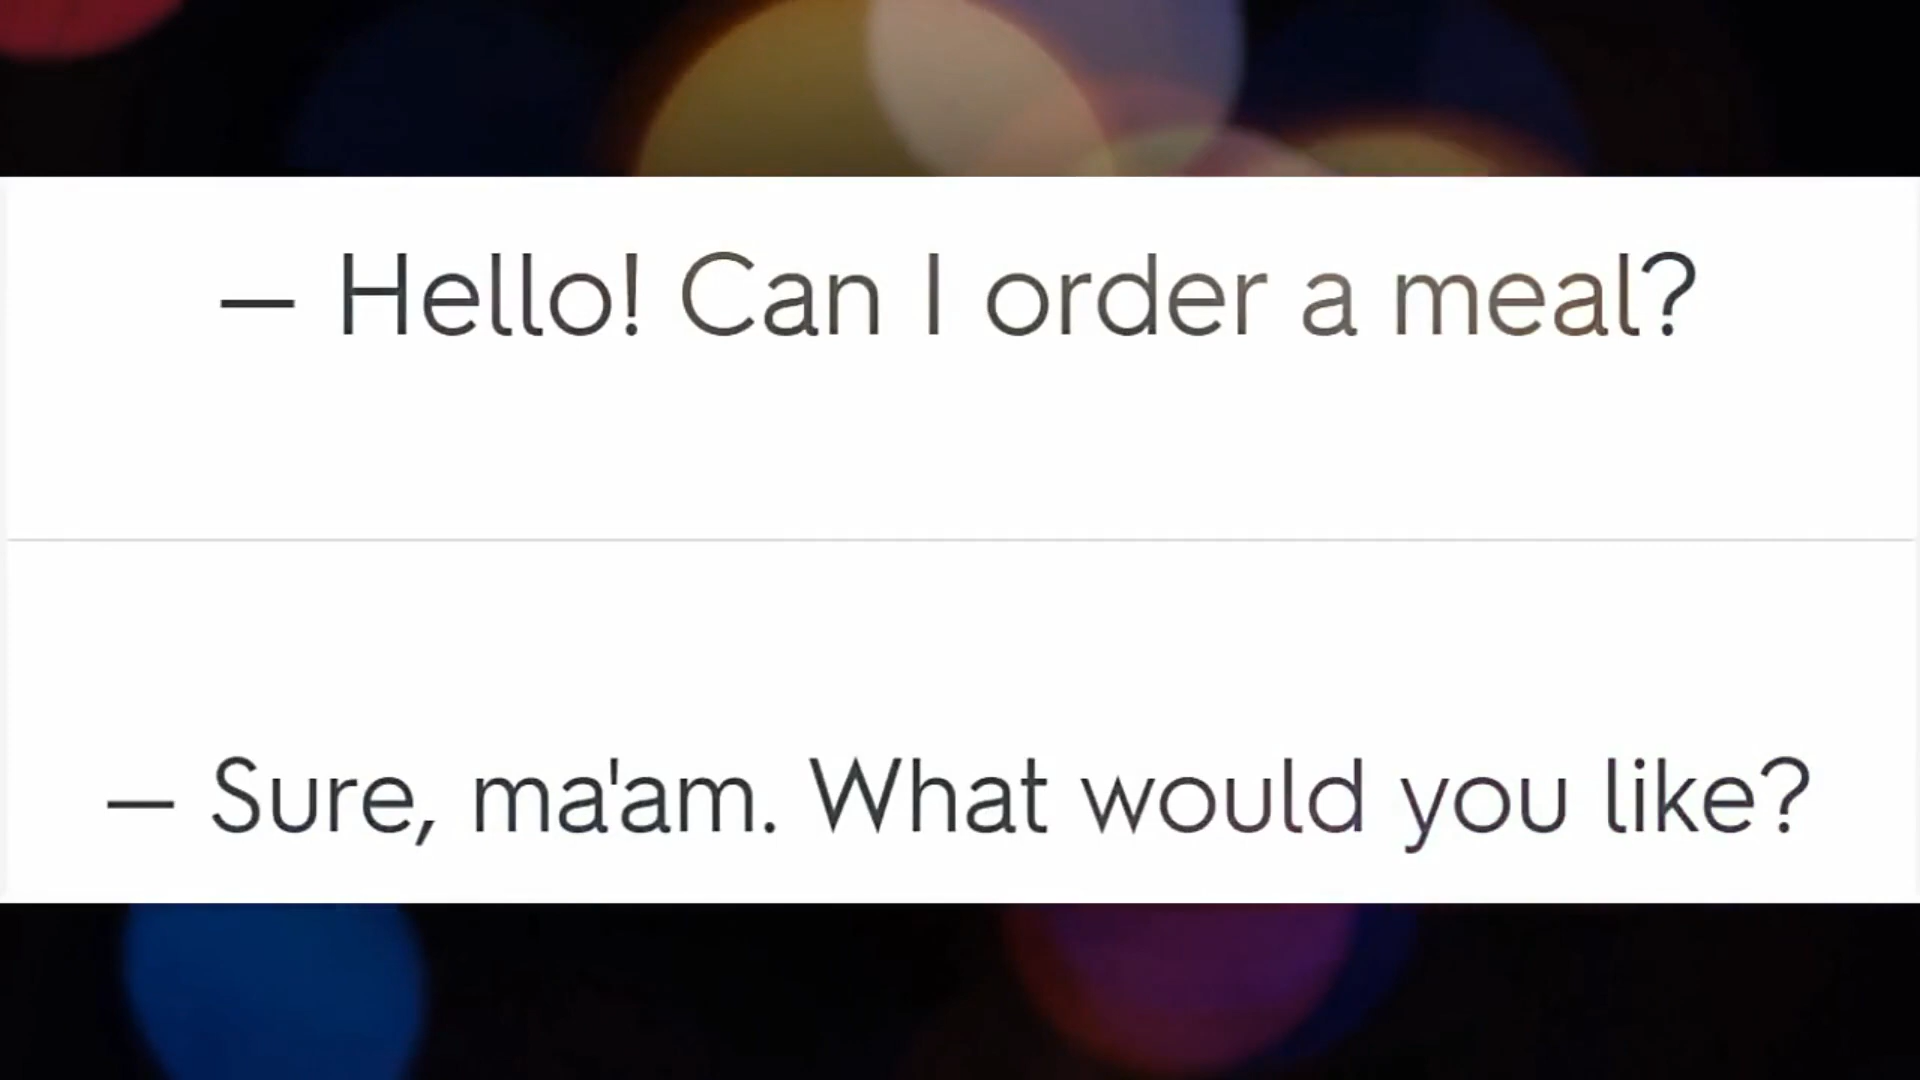 — Hello! Can I order a meal?
— Sure, ma'am. What would you like?